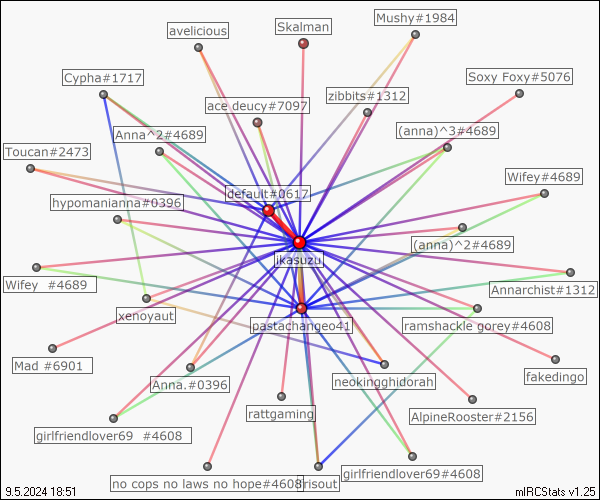 Mushy#1984
Skalman
avelicious
Cypha#1717
Soxy Foxy#5076
zibbits#1312
ace deucy#7097
Anna^2#4689
(anna)^3#4689
Toucan#2473
Wifey#4689
default#0617
hypomanianna#0396
(anna)^2#4689
jikasuzu
Wifey #4689
Annarchist#1312
xenoyaut
pastachangeo41
ramshackle gorey#4608
Mad #6901
fakedingo
Anna.#0396
neokingghidorah
rattgaming
AlpineRooster#2156
girlfriendlover69 #4608
girlfriendlover69#4608
no cops no laws no hope#4608
risout
9.5.2024 18:51
mIRCStats v1.25